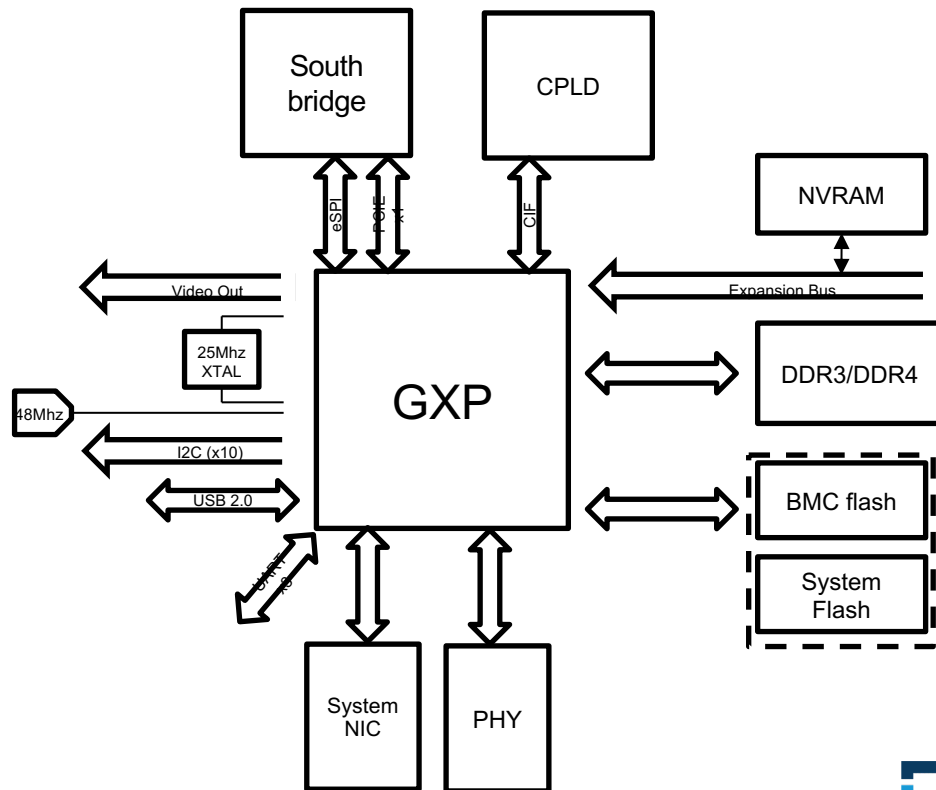 South
bridge
CPLD
NVRAM
eSPI
PCIE
x1
CIF
Video Out
Expansion Bus
25Mhz
XTAL
48Mhz
GXP
DDR3/DDR4
I2C (x10)
USB 2.0
BMC flash
UART
System
Flash
System
NIC
PHY